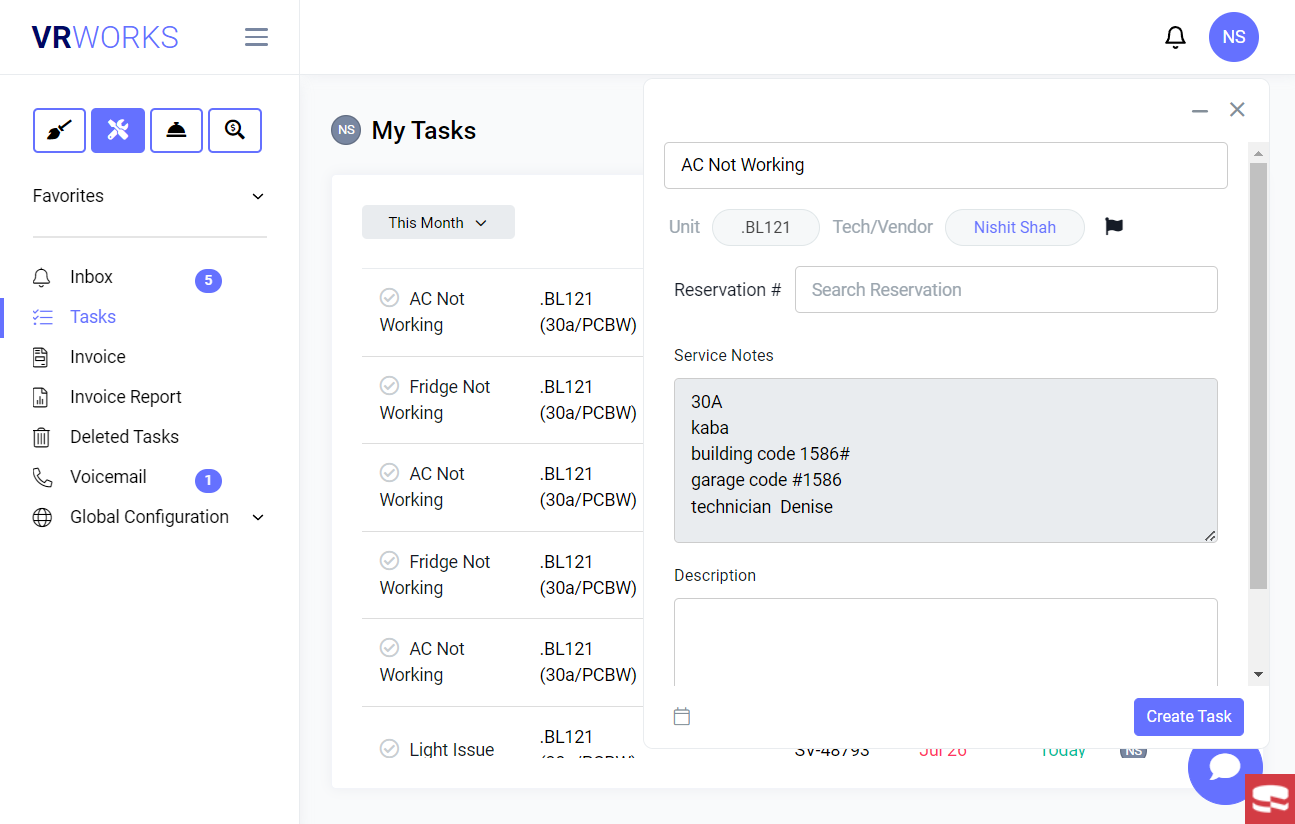 VRWORKS
NS
Favorites
Inbox 5
Tasks
Invoice
Invoice Report
Deleted Tasks
Voicemail 1
Global Configuration
NS My Tasks
This Month
AC Not
Working
.BL121
(30a/PCBW)
Fridge Not
Working
.BL121
(30a/PCBW)
AC Not
Working
.BL121
(30a/PCBW)
Fridge Not
Working
.BL121
(30a/PCBW)
AC Not
Working
.BL121
(30a/PCBW)
Light Issue
.BL121
(30a/PCBW)
SV-48793 Jul 26 Today NS
AC Not Working
Unit .BL121 Tech/Vendor Nishit Shah
Reservation # Search Reservation
Service Notes
30A
kaba
building code 1586#
garage code #1586
technician  Denise
Description
Create Task